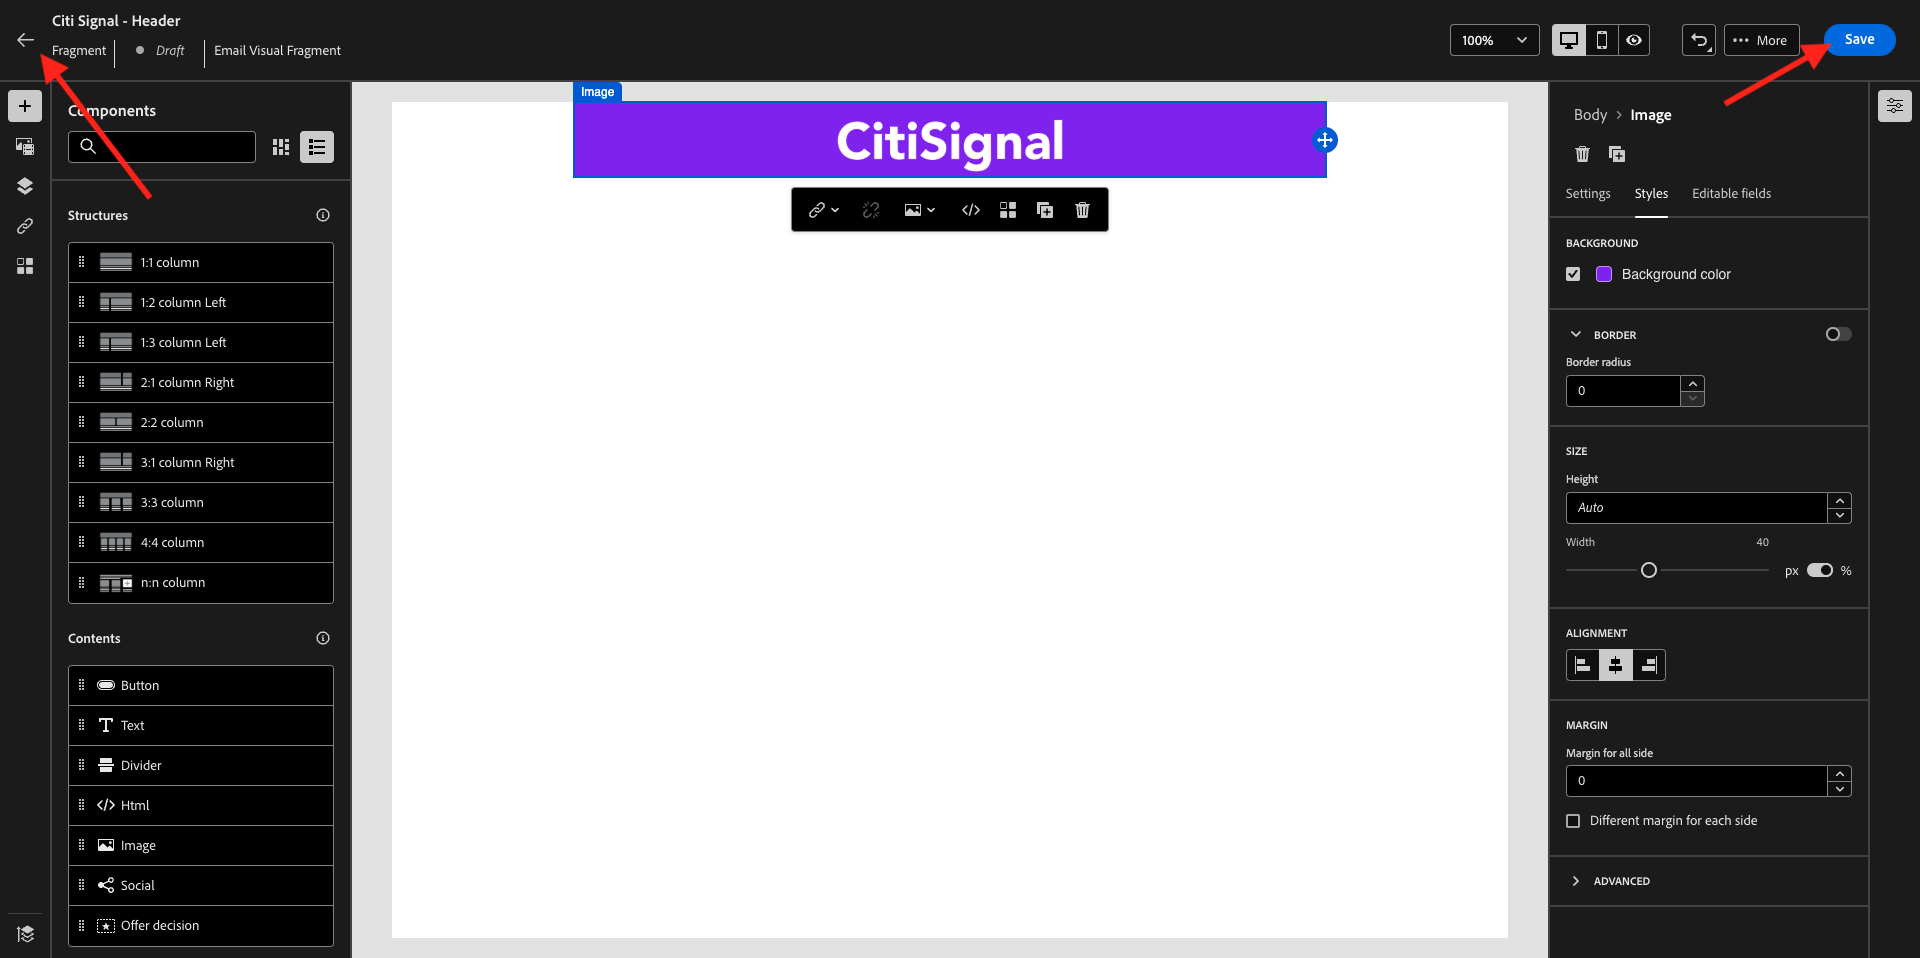 Citi Signal - Header
Fragment
Draft
Email Visual Fragment
100%
More
Save
Components
Structures
1:1 column
1:2 column Left
1:3 column Left
2:1 column Right
2:2 column
3:1 column Right
3:3 column
4:4 column
n:n column
Contents
Button
Text
Divider
Html
Image
Social
Offer decision
Image
CitiSignal
Body > Image
Settings
Styles
Editable fields
BACKGROUND
Background color
BORDER
Border radius
0
SIZE
Height
Auto
Width
40
px
%
ALIGNMENT
MARGIN
Margin for all side
0
Different margin for each side
ADVANCED